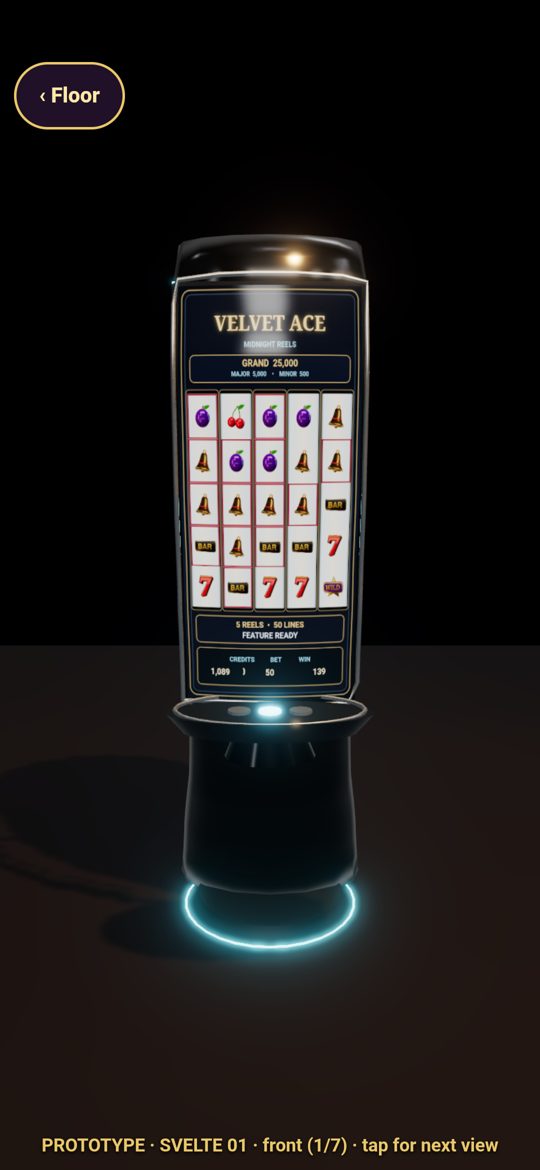 ‹ Floor
VELVET ACE
MIDNIGHT REELS
GRAND 25,000
MAJOR 5,000 • MINOR 500
BAR
BAR BAR BAR
7
7 BAR 7 7 WILD
5 REELS • 50 LINES
FEATURE READY
CREDITS BET WIN
1,089 50 139
PROTOTYPE · SVELTE 01 · front (1/7) · tap for next view